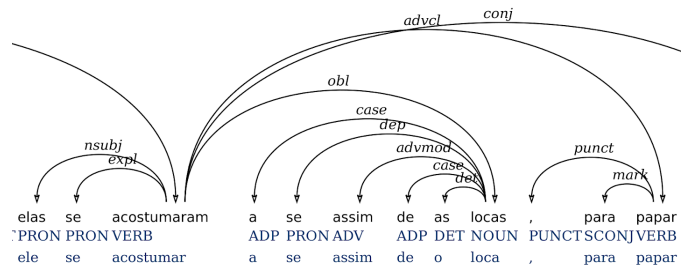 conj
advcl
obl
case
dep
nsubj
advmod
punct
expl
case
mark
det
elas se acostumaram a se assim de as locas , para papar
PRON PRON VERB ADP PRON ADV ADP DET NOUN PUNCT SCONJ VERB
ele se acostumar a se assim de o loca , para papar